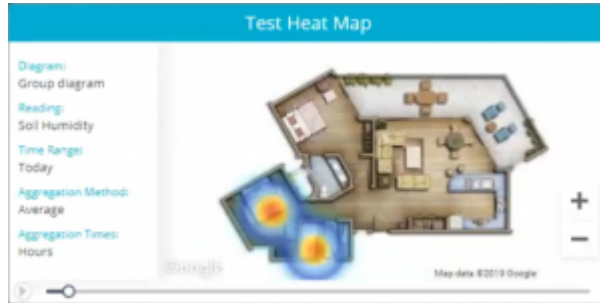 Test Heat Map
Diagram:
Group diagram
Reading:
Soil Humidity
Time Range:
Today
Aggregation Method:
Average
Aggregation Times:
Hours
Google
Map data ©2019 Google